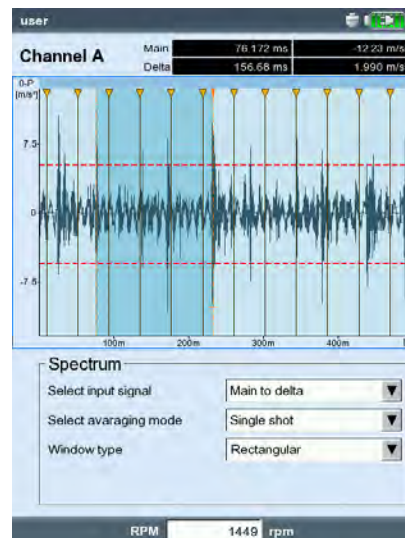 user
Channel A
Main 76.172 ms -12.23 m/s
Delta 156.68 ms 1.990 m/s
0-P
[m/s²]
7.5
0
-7.5
100m 200m 300m 400m
Spectrum
Select input signal Main to delta
Select avaraging mode Single shot
Window type Rectangular
RPM 1449 rpm